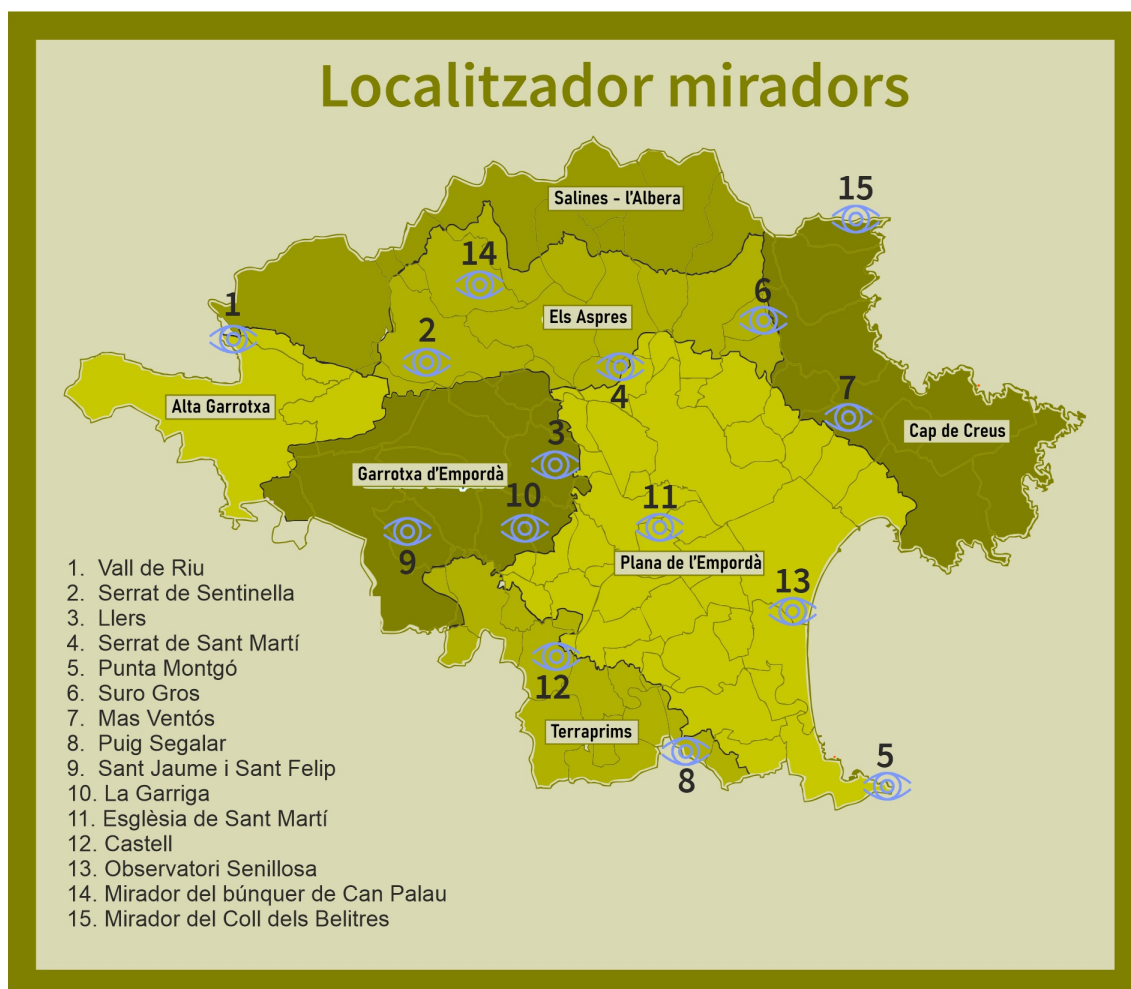 Localitzador miradors
15
Salines - l'Albera
14
6
1
Els Aspres
2
7
4
Alta Garrotxa
Cap de Creus
3
Garrotxa d'Empordà
10
11
9
Plana de l'Empordà
13
12
Terraprims
5
8
1. Vall de Riu
2. Serrat de Sentinella
3. Llers
4. Serrat de Sant Martí
5. Punta Montgó
6. Suro Gros
7. Mas Ventós
8. Puig Segalar
9. Sant Jaume i Sant Felip
10. La Garriga
11. Esglèsia de Sant Martí
12. Castell
13. Observatori Senillosa
14. Mirador del búnquer de Can Palau
15. Mirador del Coll dels Belitres